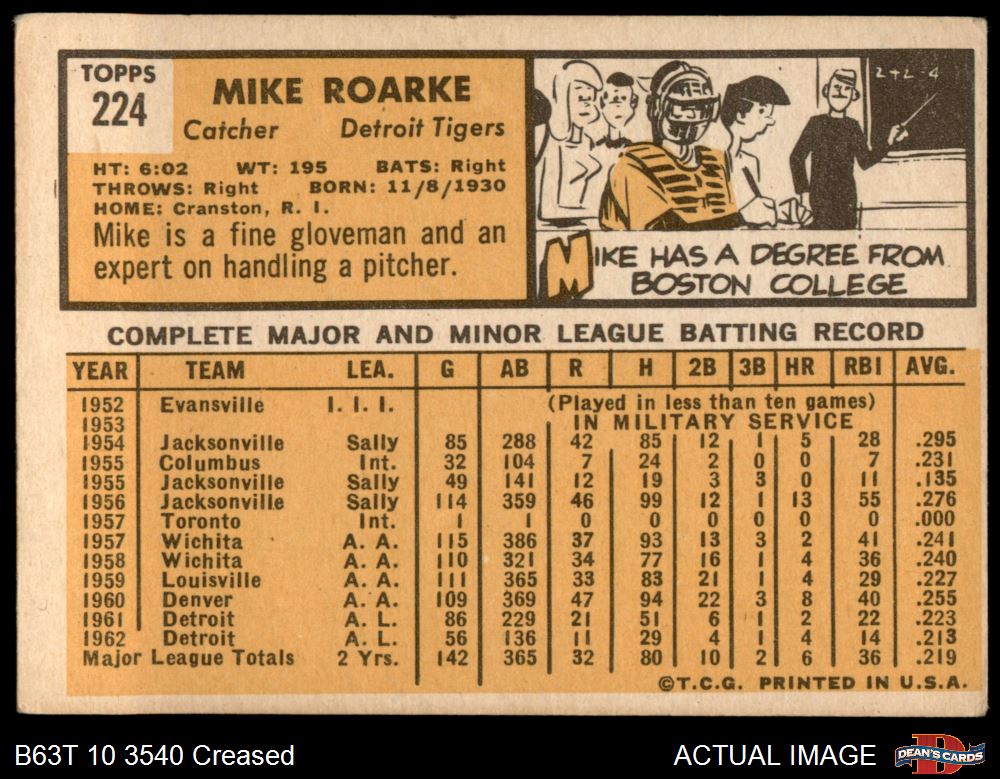 TOPPS
224
MIKE ROARKE
Catcher Detroit Tigers
HT: 6:02 WT: 195 BATS: Right
THROWS: Right BORN: 11/8/1930
HOME: Cranston, R. I.
Mike is a fine gloveman and an
expert on handling a pitcher.
2+2-4
MIKE HAS A DEGREE FROM
BOSTON COLLEGE
COMPLETE MAJOR AND MINOR LEAGUE BATTING RECORD
YEAR TEAM LEA. G AB R H 2B 3B HR RBI AVG.
1952 Evansville I. I. I. (Played in less than ten games)
1953 IN MILITARY SERVICE
1954 Jacksonville Sally 85 288 42 85 12 1 5 28 .295
1955 Columbus Int. 32 104 7 24 2 0 0 7 .231
1955 Jacksonville Sally 49 141 12 19 3 3 0 11 .135
1956 Jacksonville Sally 114 359 46 99 12 1 13 55 .276
1957 Toronto Int. 1 1 0 0 0 0 0 0 .000
1957 Wichita A. A. 115 386 37 93 13 3 2 41 .241
1958 Wichita A. A. 110 321 34 77 16 1 4 36 .240
1959 Louisville A. A. 111 365 33 83 21 1 4 29 .227
1960 Denver A. A. 109 369 47 94 22 3 8 40 .255
1961 Detroit A. L. 86 229 21 51 6 1 2 22 .223
1962 Detroit A. L. 56 136 11 29 4 1 4 14 .213
Major League Totals 2 Yrs. 142 365 32 80 10 2 6 36 .219
©T.C.G. PRINTED IN U.S.A.
B63T 10 3540 Creased ACTUAL IMAGE DEAN'S CARDS